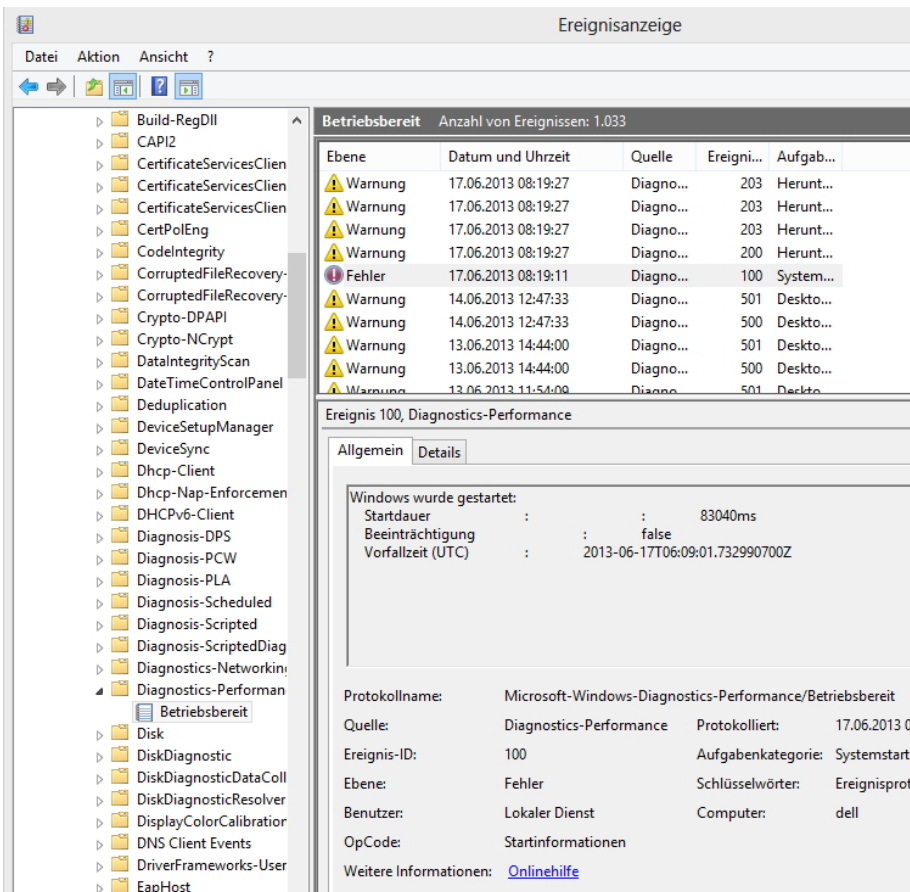 Ereignisanzeige
Datei Aktion Ansicht ?
Build-RegDll
CAPI2
CertificateServicesClien
CertificateServicesClien
CertificateServicesClien
CertPolEng
CodeIntegrity
CorruptedFileRecovery-
CorruptedFileRecovery-
Crypto-DPAPI
Crypto-NCrypt
DataIntegrityScan
DateTimeControlPanel
Deduplication
DeviceSetupManager
DeviceSync
Dhcp-Client
Dhcp-Nap-Enforcemen
DHCPv6-Client
Diagnosis-DPS
Diagnosis-PCW
Diagnosis-PLA
Diagnosis-Scheduled
Diagnosis-Scripted
Diagnosis-ScriptedDiag
Diagnostics-Networking
Diagnostics-Performan
Betriebsbereit
Disk
DiskDiagnostic
DiskDiagnosticDataColl
DiskDiagnosticResolver
DisplayColorCalibration
DNS Client Events
DriverFrameworks-User
EapHost
Betriebsbereit Anzahl von Ereignissen: 1.033
Ebene Datum und Uhrzeit Quelle Ereigni... Aufgab...
Warnung 17.06.2013 08:19:27 Diagno... 203 Herunt...
Warnung 17.06.2013 08:19:27 Diagno... 203 Herunt...
Warnung 17.06.2013 08:19:27 Diagno... 203 Herunt...
Warnung 17.06.2013 08:19:27 Diagno... 200 Herunt...
Fehler 17.06.2013 08:19:11 Diagno... 100 System...
Warnung 14.06.2013 12:47:33 Diagno... 501 Deskto...
Warnung 14.06.2013 12:47:33 Diagno... 500 Deskto...
Warnung 13.06.2013 14:44:00 Diagno... 501 Deskto...
Warnung 13.06.2013 14:44:00 Diagno... 500 Deskto...
Warnung 13.06.2013 11:54:09 Diagno... 501 Deskto...
Ereignis 100, Diagnostics-Performance
Allgemein Details
Windows wurde gestartet:
Startdauer : : 83040ms
Beeinträchtigung : false
Vorfallzeit (UTC) : 2013-06-17T06:09:01.732990700Z
Protokollname: Microsoft-Windows-Diagnostics-Performance/Betriebsbereit
Quelle: Diagnostics-Performance Protokolliert: 17.06.2013 0
Ereignis-ID: 100 Aufgabenkategorie: Systemstart
Ebene: Fehler Schlüsselwörter: Ereignisprot
Benutzer: Lokaler Dienst Computer: dell
OpCode: Startinformationen
Weitere Informationen: Onlinehilfe